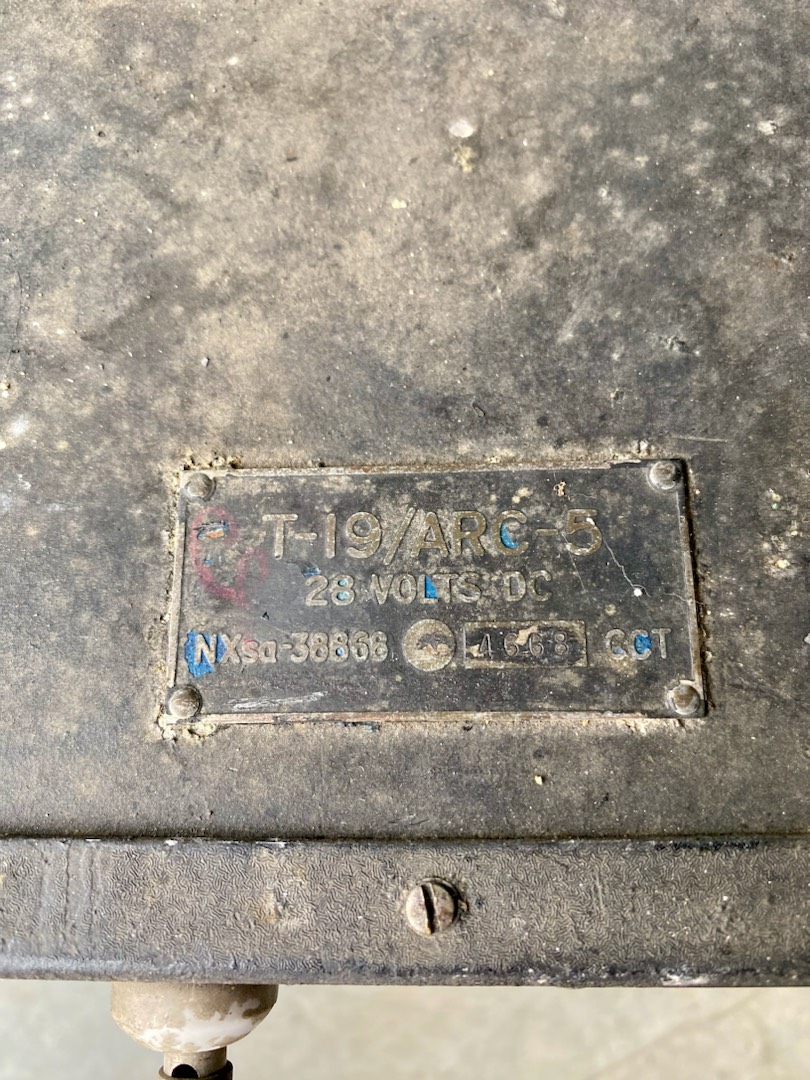 T-19/ARC-5
28 VOLTS DC
NXsa-38868 4668 CCT